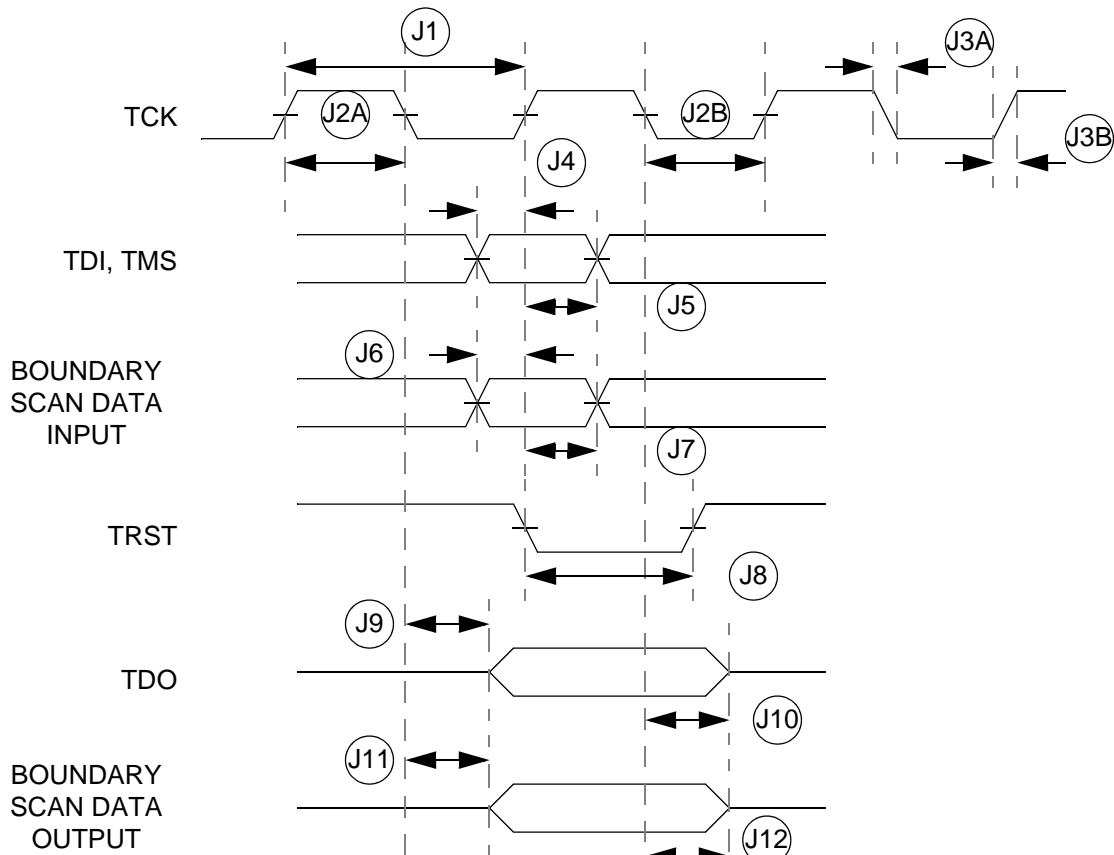 J1
J3A
TCK
J2A
J2B
J3B
J4
TDI, TMS
J5
J6
BOUNDARY
SCAN DATA
INPUT
J7
TRST
J8
J9
TDO
J10
J11
BOUNDARY
SCAN DATA
OUTPUT
J12